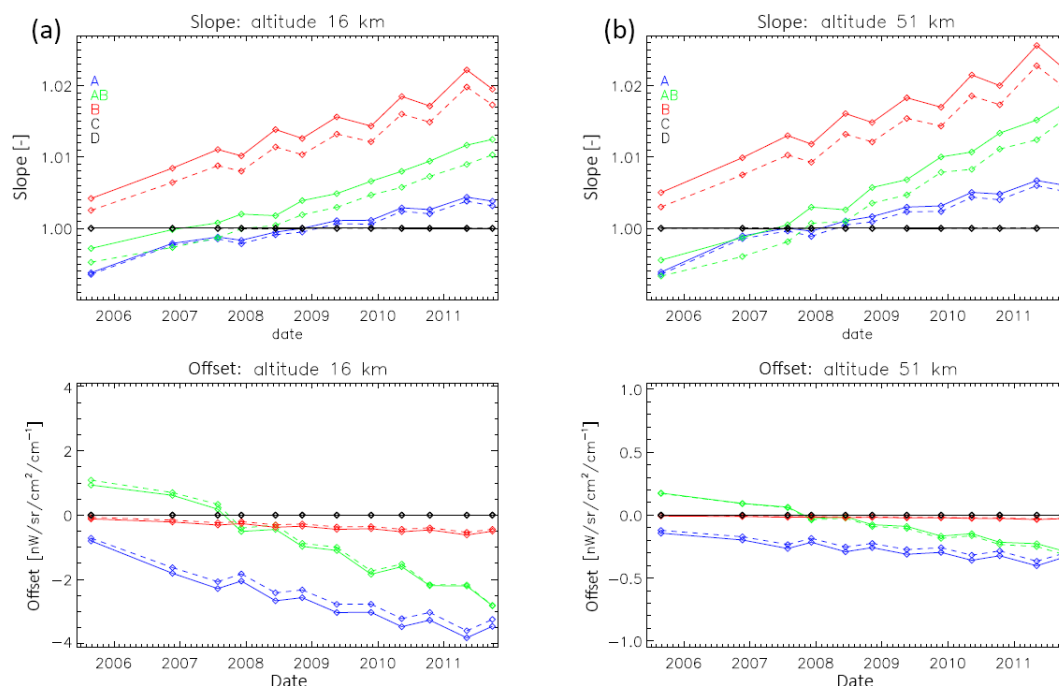 (a)
Slope: altitude 16 km
Slope [-]
1.02
1.01
1.00
A
AB
B
C
D
2006 2007 2008 2009 2010 2011
date
(b)
Slope: altitude 51 km
Slope [-]
1.02
1.01
1.00
A
AB
B
C
D
2006 2007 2008 2009 2010 2011
date
Offset: altitude 16 km
Offset [nW/sr/cm²/cm⁻¹]
4
2
0
−2
−4
2006 2007 2008 2009 2010 2011
Date
Offset: altitude 51 km
Offset [nW/sr/cm²/cm⁻¹]
1.0
0.5
0.0
−0.5
−1.0
2006 2007 2008 2009 2010 2011
Date